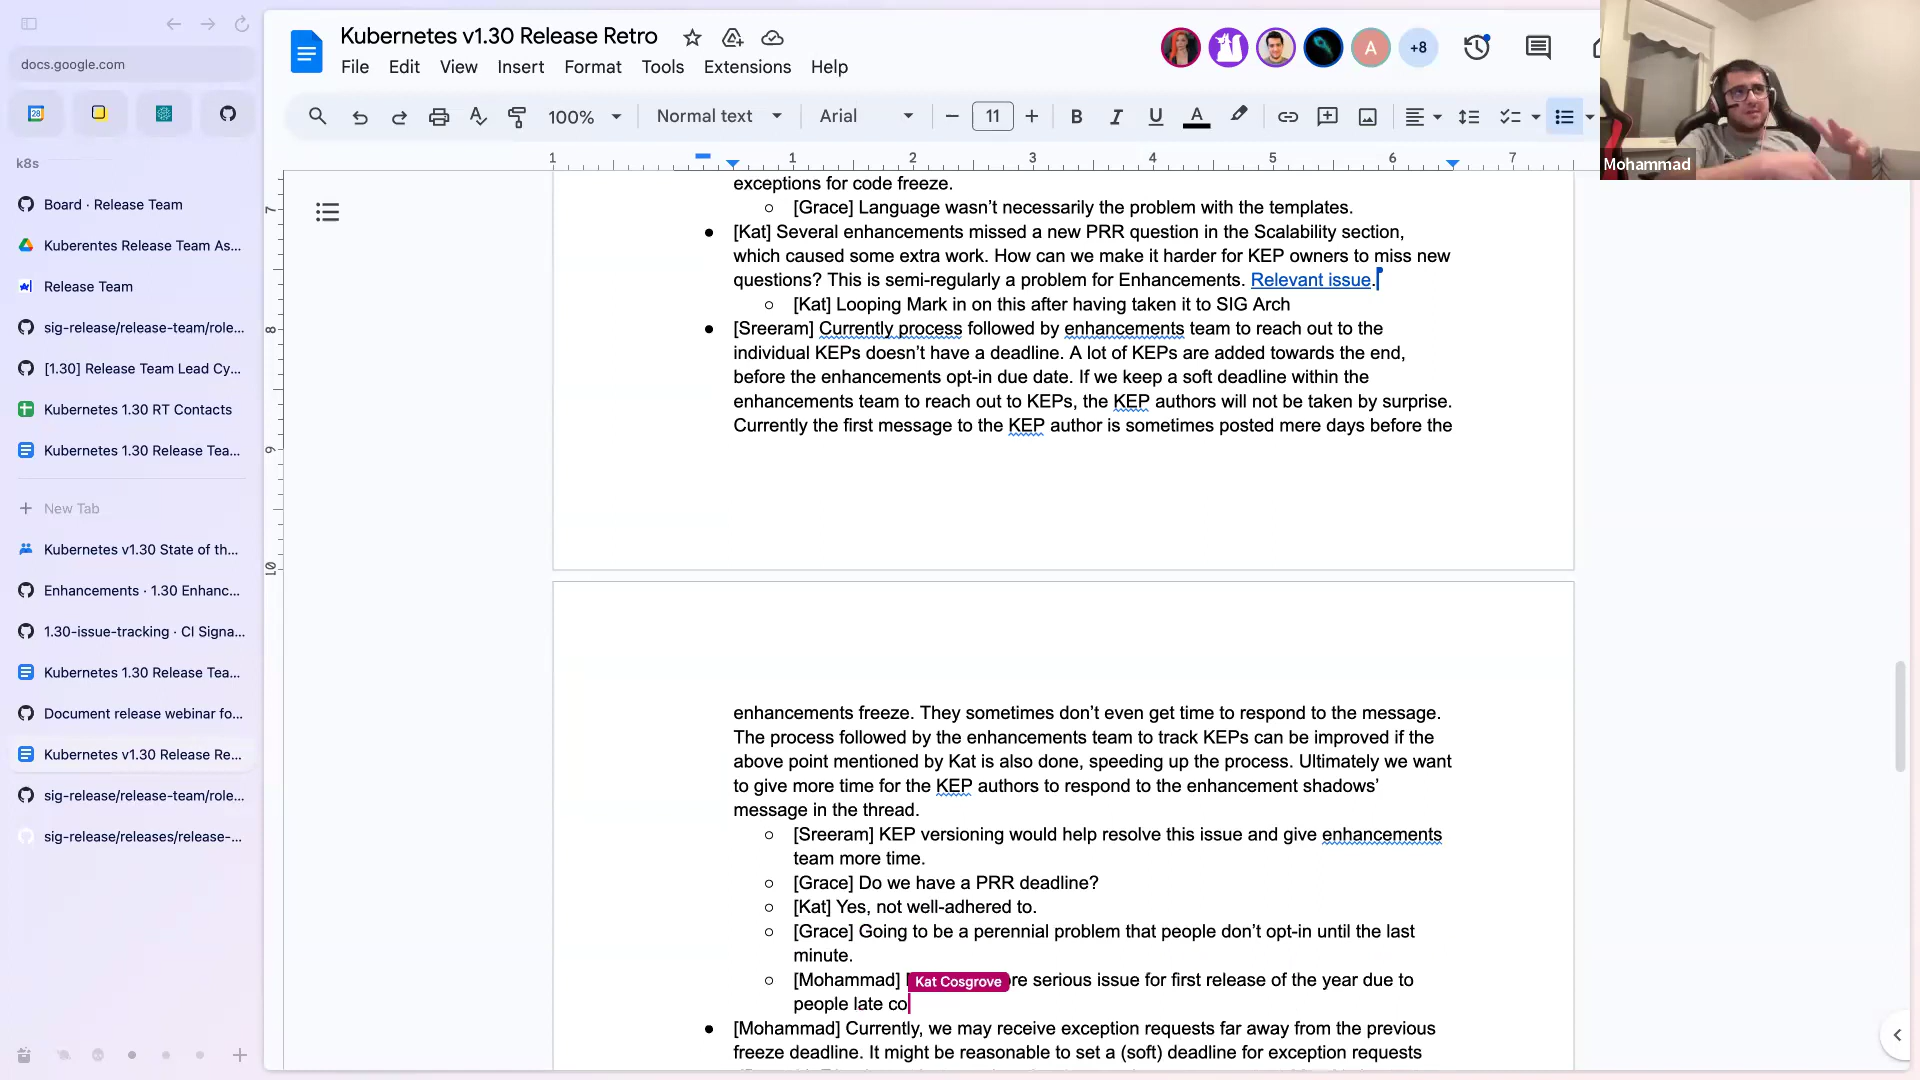 docs.google.com
k8s
Board · Release Team
Kuberentes Release Team As...
Release Team
sig-release/release-team/role...
[1.30] Release Team Lead Cy...
Kubernetes 1.30 RT Contacts
Kubernetes 1.30 Release Tea...
New Tab
Kubernetes v1.30 State of th...
Enhancements · 1.30 Enhanc...
1.30-issue-tracking · CI Signa...
Kubernetes 1.30 Release Tea...
Document release webinar fo...
Kubernetes v1.30 Release Re...
sig-release/release-team/role...
sig-release/releases/release-...
Kubernetes v1.30 Release Retro
File Edit View Insert Format Tools Extensions Help
A +8
100% Normal text Arial 11 B I U A
Mohammad
1 1 2 3 4 5 6 7
7
8
9
10
exceptions for code freeze.
○ [Grace] Language wasn’t necessarily the problem with the templates.
● [Kat] Several enhancements missed a new PRR question in the Scalability section,
which caused some extra work. How can we make it harder for KEP owners to miss new
questions? This is semi-regularly a problem for Enhancements. Relevant issue.
○ [Kat] Looping Mark in on this after having taken it to SIG Arch
● [Sreeram] Currently process followed by enhancements team to reach out to the
individual KEPs doesn’t have a deadline. A lot of KEPs are added towards the end,
before the enhancements opt-in due date. If we keep a soft deadline within the
enhancements team to reach out to KEPs, the KEP authors will not be taken by surprise.
Currently the first message to the KEP author is sometimes posted mere days before the
enhancements freeze. They sometimes don’t even get time to respond to the message.
The process followed by the enhancements team to track KEPs can be improved if the
above point mentioned by Kat is also done, speeding up the process. Ultimately we want
to give more time for the KEP authors to respond to the enhancement shadows’
message in the thread.
○ [Sreeram] KEP versioning would help resolve this issue and give enhancements
team more time.
○ [Grace] Do we have a PRR deadline?
○ [Kat] Yes, not well-adhered to.
○ [Grace] Going to be a perennial problem that people don’t opt-in until the last
minute.
○ [Mohammad] Kat Cosgrove serious issue for first release of the year due to
people late co
● [Mohammad] Currently, we may receive exception requests far away from the previous
freeze deadline. It might be reasonable to set a (soft) deadline for exception requests